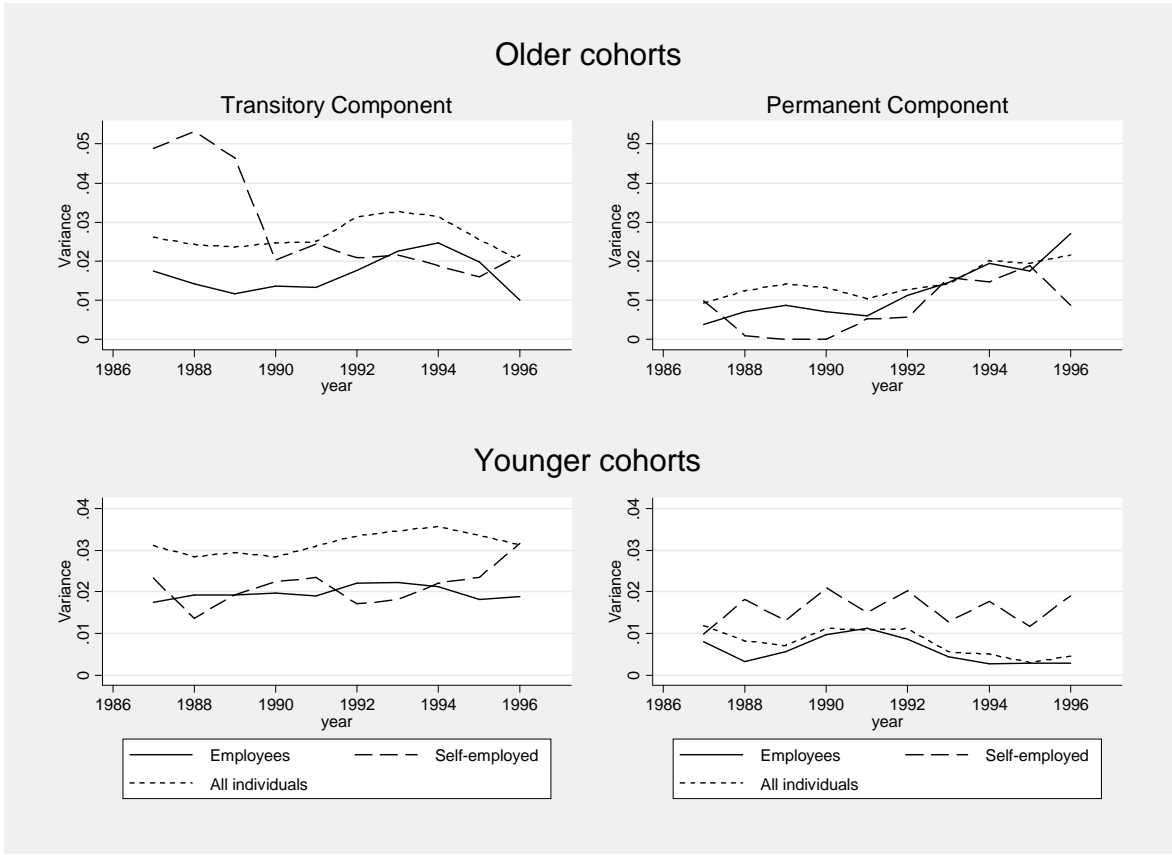 Older cohorts
Transitory Component
Variance
0 .01 .02 .03 .04 .05
1986 1988 1990 1992 1994 1996
year
Permanent Component
Variance
0 .01 .02 .03 .04 .05
1986 1988 1990 1992 1994 1996
year
Younger cohorts
Variance
0 .01 .02 .03 .04
1986 1988 1990 1992 1994 1996
year
Employees Self-employed
All individuals
Variance
0 .01 .02 .03 .04
1986 1988 1990 1992 1994 1996
year
Employees Self-employed
All individuals